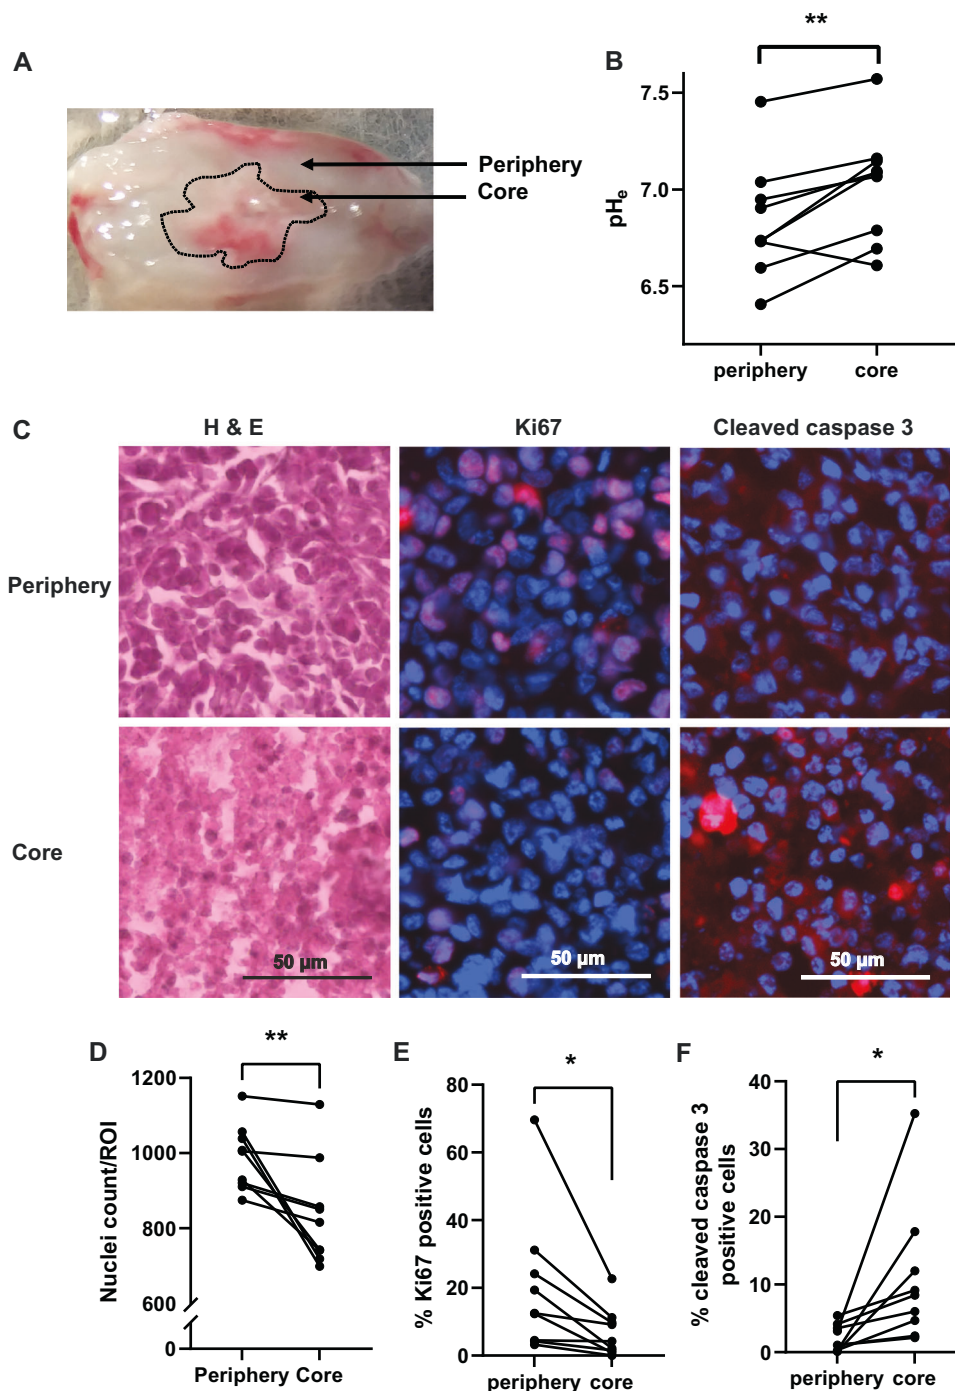 A
Periphery
Core
B
**
pHe
7.5
7.0
6.5
periphery core
C
H & E Ki67 Cleaved caspase 3
Periphery
Core
50 µm 50 µm 50 µm
D
**
Nuclei count/ROI
1200
1000
800
600
0
Periphery Core
E
*
% Ki67 positive cells
80
60
40
20
0
periphery core
F
*
% cleaved caspase 3
positive cells
40
30
20
10
0
periphery core